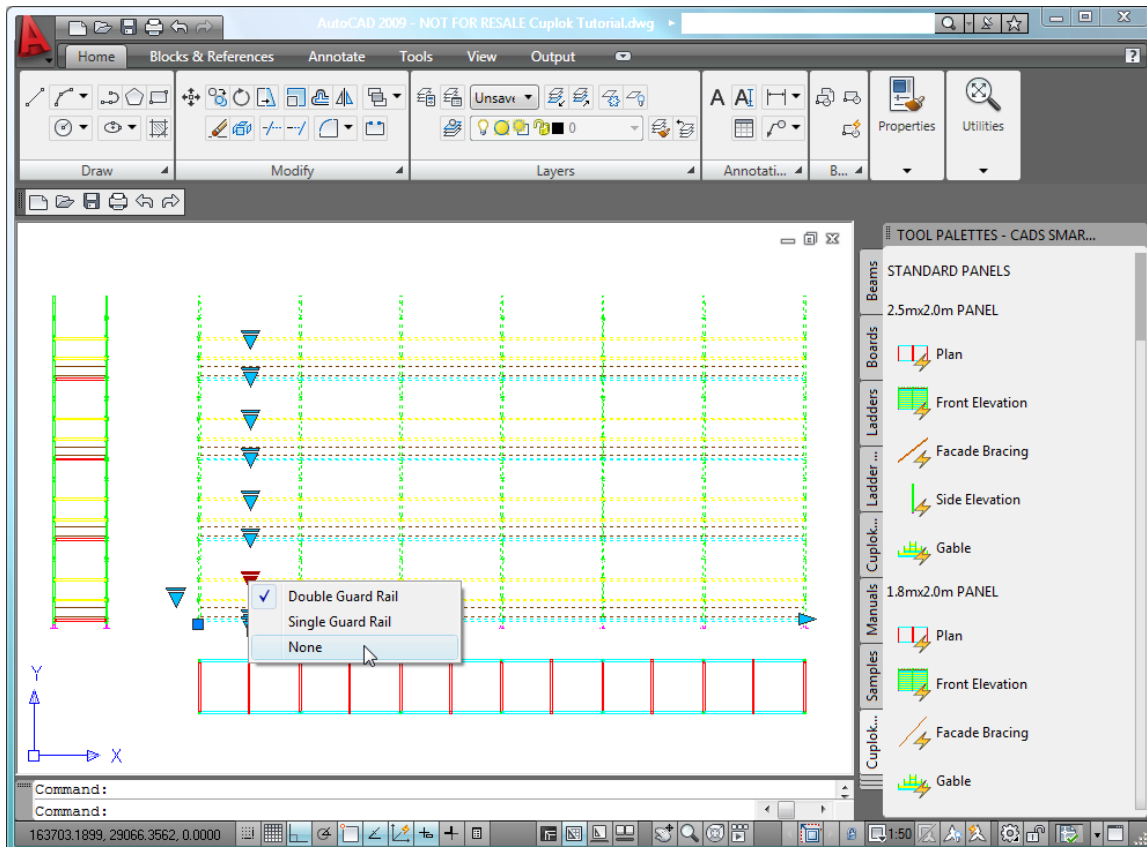 AutoCAD 2009 - NOT FOR RESALE Cuplok Tutorial.dwg
Home Blocks & References Annotate Tools View Output
Unsave
0
Properties Utilities
Draw Modify Layers Annotati... B...
TOOL PALETTES - CADS SMAR...
Beams
Boards
Ladders
Ladder ...
Cuplok...
Manuals
Samples
Cuplok...
STANDARD PANELS
2.5mx2.0m PANEL
Plan
Front Elevation
Facade Bracing
Side Elevation
Gable
1.8mx2.0m PANEL
Plan
Front Elevation
Facade Bracing
Gable
Double Guard Rail
Single Guard Rail
None
Y
X
Command:
Command:
163703.1899, 29066.3562, 0.0000
1:50